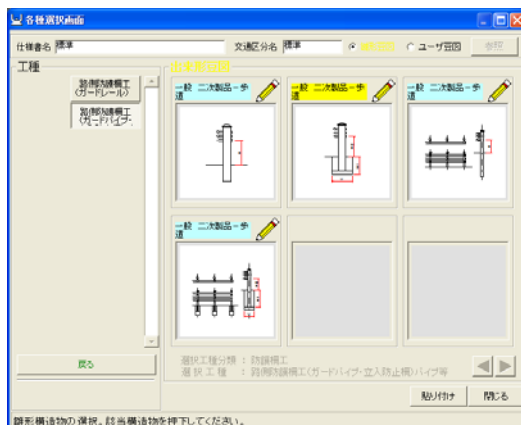 各種選択画面
仕様書名 標準 交通区分名 標準 ユーザ豆図 参照
工種
路側防護柵工
(ガードレール)
路側防護柵工
(ガードパイプ・
一般 二次製品-歩
道
一般 二次製品-歩
道
一般 二次製品-歩
道
一般 二次製品-歩
道
戻る
選択工種分類 : 防護柵工
選択工種 : 路側防護柵工(ガードパイプ・立入防止柵)パイプ等
貼り付け 閉じる
雛形構造物の選択。該当構造物を押下してください。